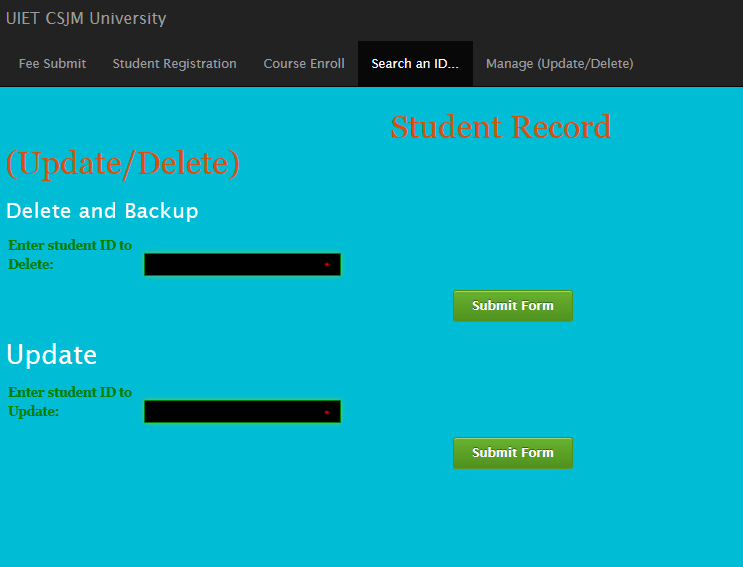 UIET CSJM University
Fee Submit Student Registration Course Enroll Search an ID... Manage (Update/Delete)
Student Record
(Update/Delete)
Delete and Backup
Enter student ID to
Delete:
*
Submit Form
Update
Enter student ID to
Update:
*
Submit Form